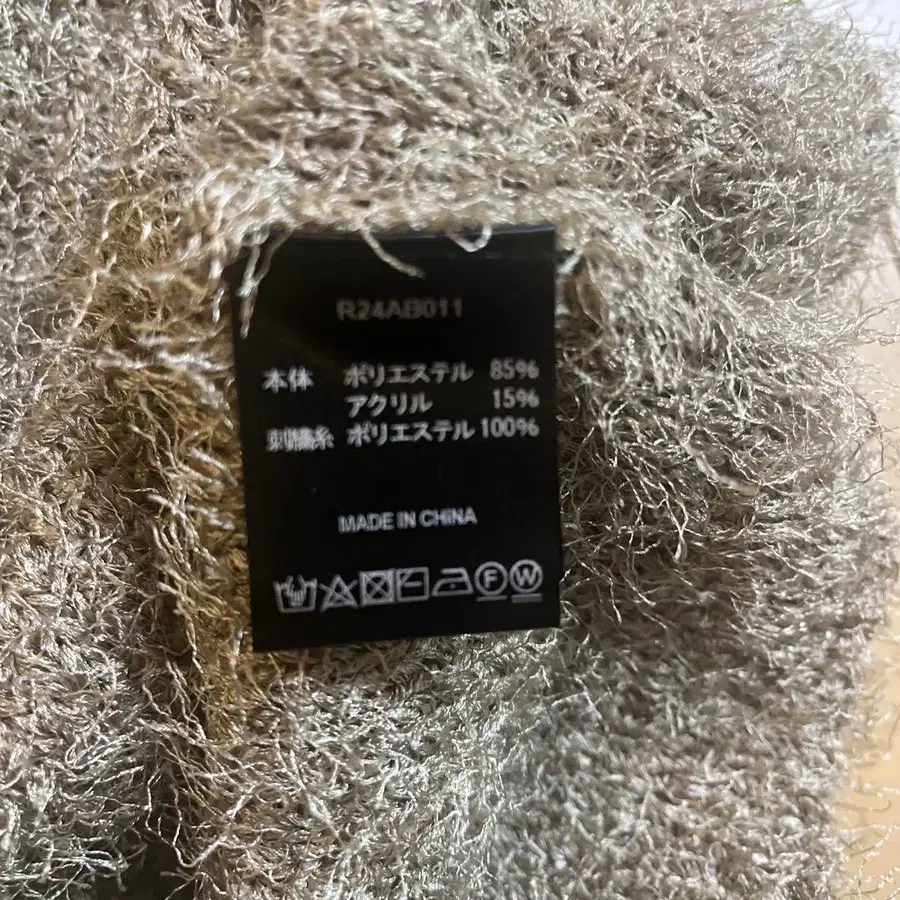 R24AB011
本体 ポリエステル 85%
アクリル 15%
刺繍糸 ポリエステル 100%
MADE IN CHINA
F W